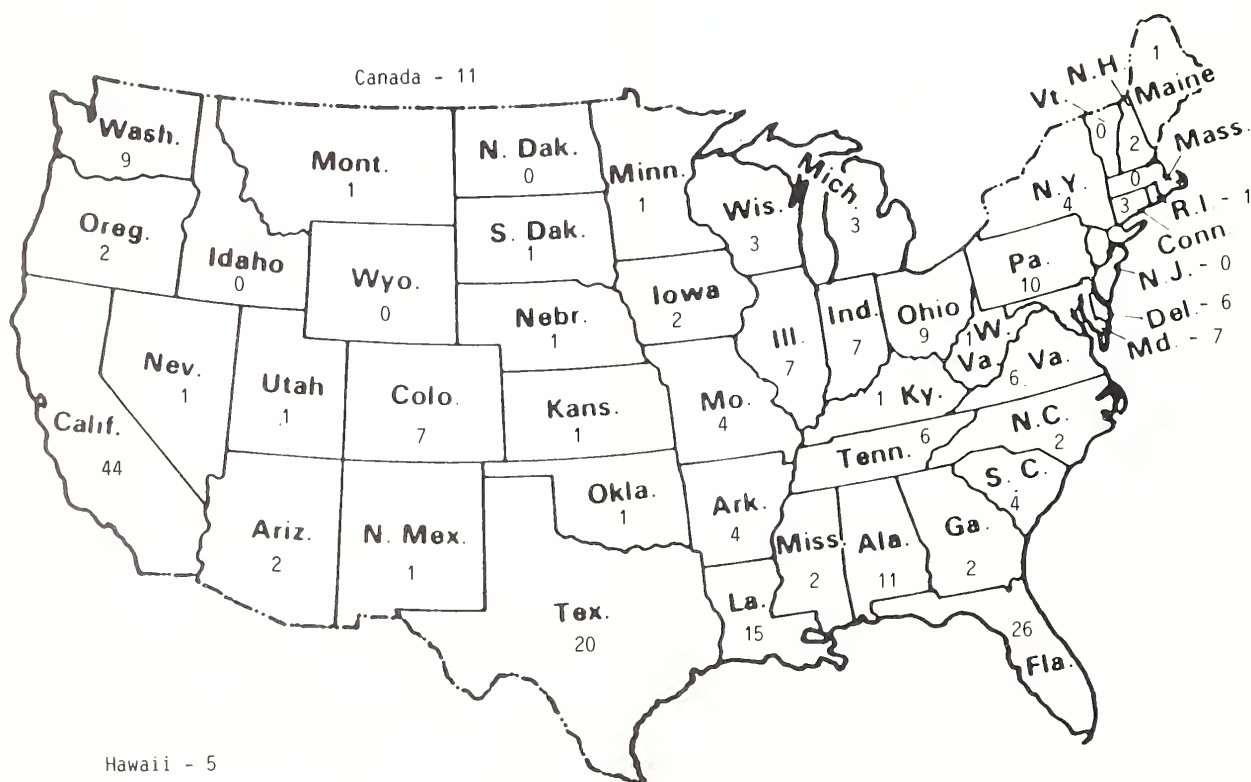 Canada - 11
Wash.
9
Oreg.
2
Calif.
44
Nev.
1
Idaho
0
Mont.
1
Wyo.
0
Utah
1
Colo.
7
Ariz.
2
N. Mex.
1
N. Dak.
0
S. Dak.
1
Nebr.
1
Kans.
1
Okla.
1
Tex.
20
Minn.
1
Iowa
2
Mo.
4
Ark.
4
La.
15
Wis.
3
Ill.
7
Mich.
3
Ind.
7
Ohio
9
1 Ky.
6
Tenn.
Miss.
2
Ala.
11
Ga.
2
26
Fla.
S. C.
4
N.C.
2
Va.
6
1 W.
Va.
Pa.
10
N.Y.
4
Vt.
0
N.H.
2
1
Maine
Mass.
0
R.I. - 1
Conn
3
N.J. - 0
Del. - 6
Md. - 7
Hawaii - 5